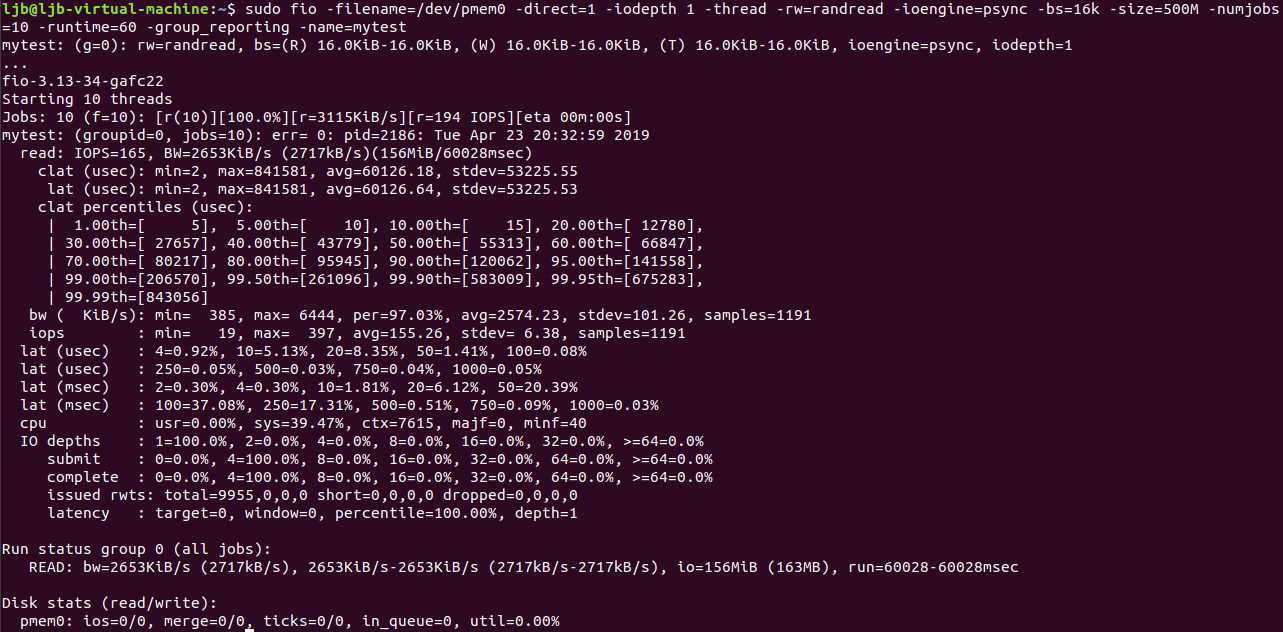 ljb@ljb-virtual-machine:~$ sudo fio -filename=/dev/pmem0 -direct=1 -iodepth 1 -thread -rw=randread -ioengine=psync -bs=16k -size=500M -numjobs
=10 -runtime=60 -group_reporting -name=mytest
mytest: (g=0): rw=randread, bs=(R) 16.0KiB-16.0KiB, (W) 16.0KiB-16.0KiB, (T) 16.0KiB-16.0KiB, ioengine=psync, iodepth=1
...
fio-3.13-34-gafc22
Starting 10 threads
Jobs: 10 (f=10): [r(10)][100.0%][r=3115KiB/s][r=194 IOPS][eta 00m:00s]
mytest: (groupid=0, jobs=10): err= 0: pid=2186: Tue Apr 23 20:32:59 2019
  read: IOPS=165, BW=2653KiB/s (2717kB/s)(156MiB/60028msec)
    clat (usec): min=2, max=841581, avg=60126.18, stdev=53225.55
     lat (usec): min=2, max=841581, avg=60126.64, stdev=53225.53
    clat percentiles (usec):
     |  1.00th=[     5],  5.00th=[    10], 10.00th=[    15], 20.00th=[ 12780],
     | 30.00th=[ 27657], 40.00th=[ 43779], 50.00th=[ 55313], 60.00th=[ 66847],
     | 70.00th=[ 80217], 80.00th=[ 95945], 90.00th=[120062], 95.00th=[141558],
     | 99.00th=[206570], 99.50th=[261096], 99.90th=[583009], 99.95th=[675283],
     | 99.99th=[843056]
   bw (  KiB/s): min=  385, max= 6444, per=97.03%, avg=2574.23, stdev=101.26, samples=1191
   iops        : min=   19, max=  397, avg=155.26, stdev= 6.38, samples=1191
  lat (usec)   : 4=0.92%, 10=5.13%, 20=8.35%, 50=1.41%, 100=0.08%
  lat (usec)   : 250=0.05%, 500=0.03%, 750=0.04%, 1000=0.05%
  lat (msec)   : 2=0.30%, 4=0.30%, 10=1.81%, 20=6.12%, 50=20.39%
  lat (msec)   : 100=37.08%, 250=17.31%, 500=0.51%, 750=0.09%, 1000=0.03%
  cpu          : usr=0.00%, sys=39.47%, ctx=7615, majf=0, minf=40
  IO depths    : 1=100.0%, 2=0.0%, 4=0.0%, 8=0.0%, 16=0.0%, 32=0.0%, >=64=0.0%
     submit    : 0=0.0%, 4=100.0%, 8=0.0%, 16=0.0%, 32=0.0%, 64=0.0%, >=64=0.0%
     complete  : 0=0.0%, 4=100.0%, 8=0.0%, 16=0.0%, 32=0.0%, 64=0.0%, >=64=0.0%
     issued rwts: total=9955,0,0,0 short=0,0,0,0 dropped=0,0,0,0
     latency   : target=0, window=0, percentile=100.00%, depth=1

Run status group 0 (all jobs):
   READ: bw=2653KiB/s (2717kB/s), 2653KiB/s-2653KiB/s (2717kB/s-2717kB/s), io=156MiB (163MB), run=60028-60028msec

Disk stats (read/write):
  pmem0: ios=0/0, merge=0/0, ticks=0/0, in_queue=0, util=0.00%